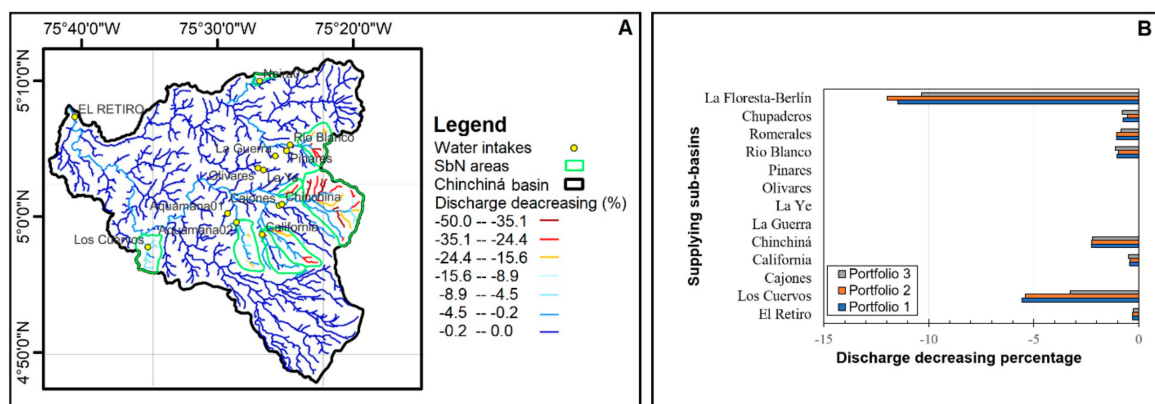 A
75°40'0"W 75°30'0"W 75°20'0"W
5°10'0"N
5°0'0"N
4°50'0"N
EL RETIRO
Rio Blanco
La Guerra
Pinares
Olivares
La Ye
Cajones
Chinchina
Aquamana01
Aquamana02
California
Los Cuervos
Legend
Water intakes
SbN areas
Chinchiná basin
Discharge deacreasing (%)
-50.0 -- -35.1
-35.1 -- -24.4
-24.4 -- -15.6
-15.6 -- -8.9
-8.9 -- -4.5
-4.5 -- -0.2
-0.2 -- 0.0
B
Supplying sub-basins
La Floresta-Berlín
Chupaderos
Romerales
Rio Blanco
Pinares
Olivares
La Ye
La Guerra
Chinchiná
California
Cajones
Los Cuervos
El Retiro
Portfolio 3
Portfolio 2
Portfolio 1
-15 -10 -5 0
Discharge decreasing percentage